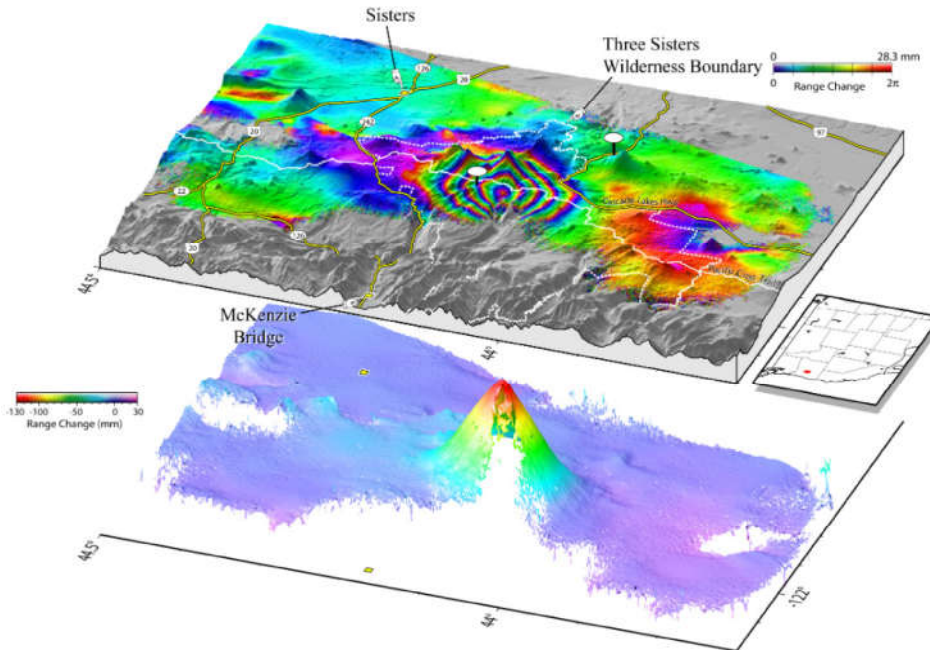 Sisters
Three Sisters
Wilderness Boundary
0
28.3 mm
0
2π
Range Change
126
20
242
20
97
22
126
20
Cascade Lakes Hwy
Pacific Crest Trail
44.5°
McKenzie
Bridge
44°
-130
-100
-50
0
30
Range Change (mm)
44.5°
44°
-122°